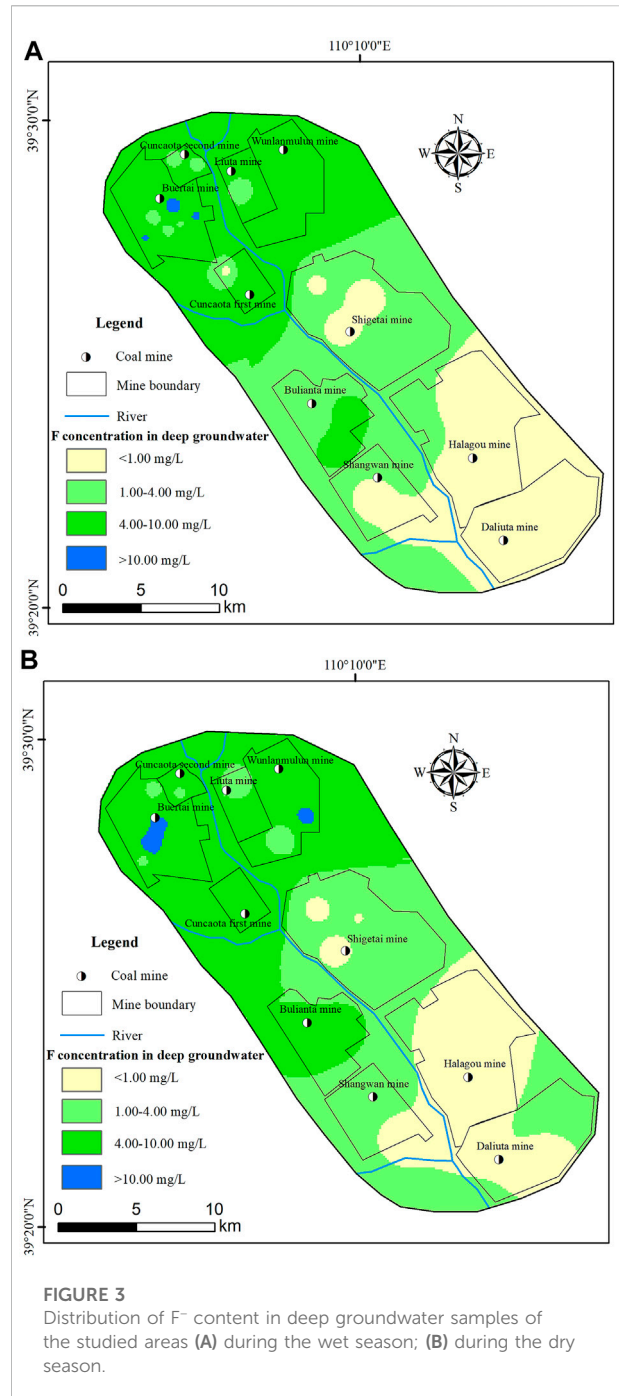 A
110°10'0"E
39°30'0"N
N
W E
S
Cuncaota second mine
Wunlanmulun mine
Liuta mine
Buertai mine
Cuncaota first mine
Shigetai mine
Bulianta mine
Halagou mine
Shangwan mine
Daliuta mine
Legend
Coal mine
Mine boundary
River
F concentration in deep groundwater
<1.00 mg/L
1.00-4.00 mg/L
4.00-10.00 mg/L
>10.00 mg/L
0 5 10
km
39°20'0"N
B
110°10'0"E
39°30'0"N
N
W E
S
Cuncaota second mine
Wunlanmulun mine
Liuta mine
Buertai mine
Cuncaota first mine
Shigetai mine
Bulianta mine
Halagou mine
Shangwan mine
Daliuta mine
Legend
Coal mine
Mine boundary
River
F concentration in deep groundwater
<1.00 mg/L
1.00-4.00 mg/L
4.00-10.00 mg/L
>10.00 mg/L
0 5 10
km
39°20'0"N
FIGURE 3
Distribution of F⁻ content in deep groundwater samples of
the studied areas (A) during the wet season; (B) during the dry
season.